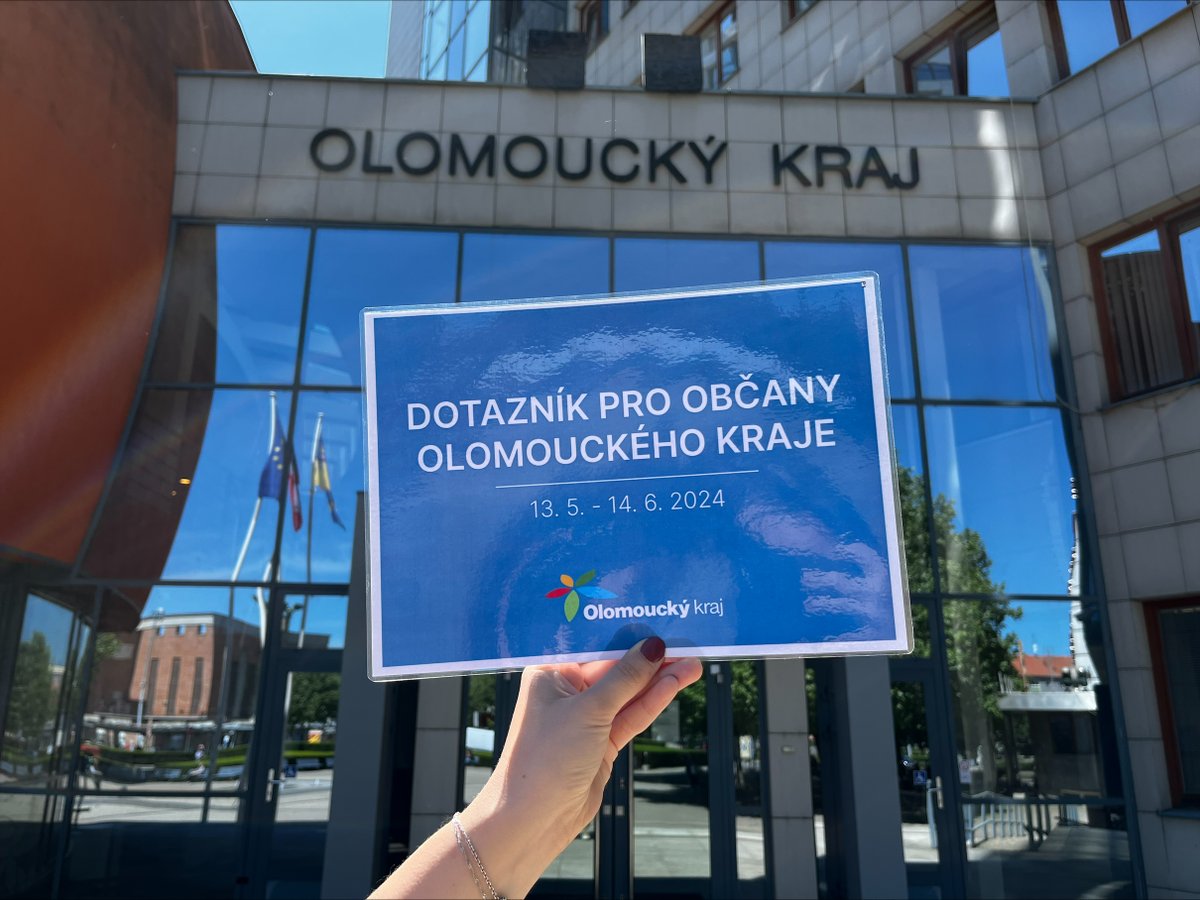 OLOMOUCKÝ KRAJ
DOTAZNÍK PRO OBČANY
OLOMOUCKÉHO KRAJE
13. 5. - 14. 6. 2024
Olomoucký kraj